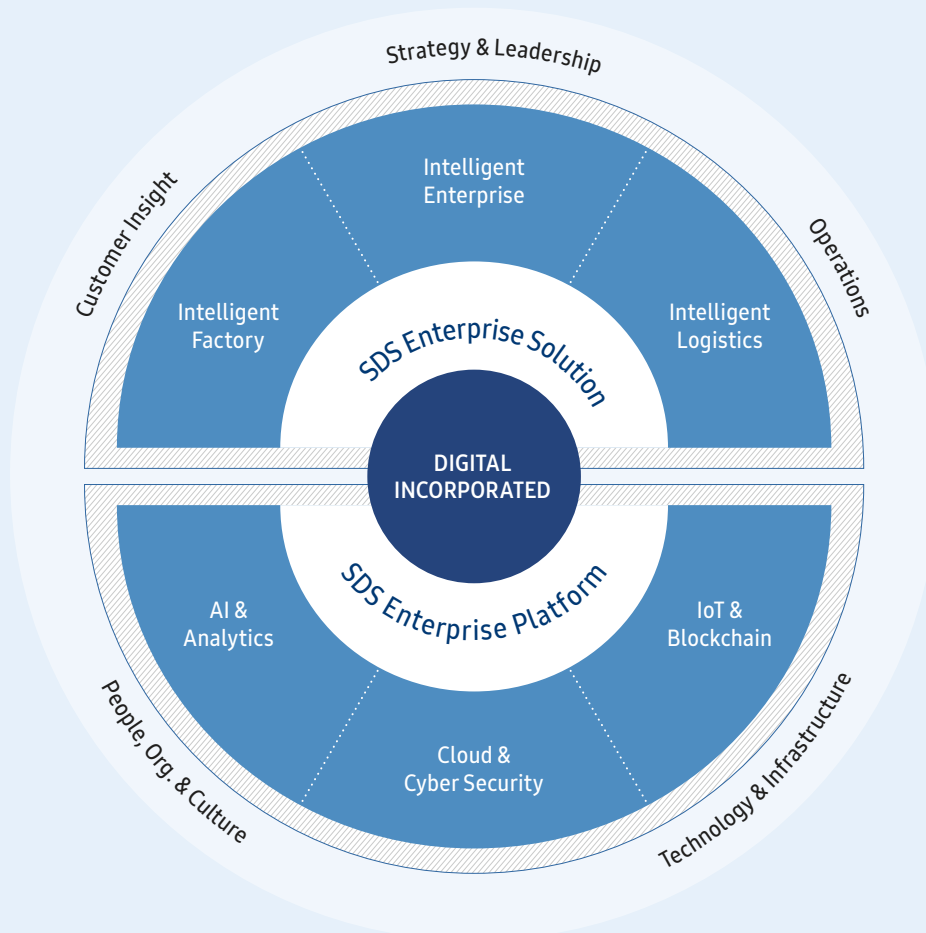 Strategy & Leadership
Customer Insight
Operations
Intelligent
Enterprise
Intelligent
Factory
Intelligent
Logistics
SDS Enterprise Solution
DIGITAL
INCORPORATED
SDS Enterprise Platform
AI &
Analytics
IoT &
Blockchain
Cloud &
Cyber Security
People, Org. & Culture
Technology & Infrastructure